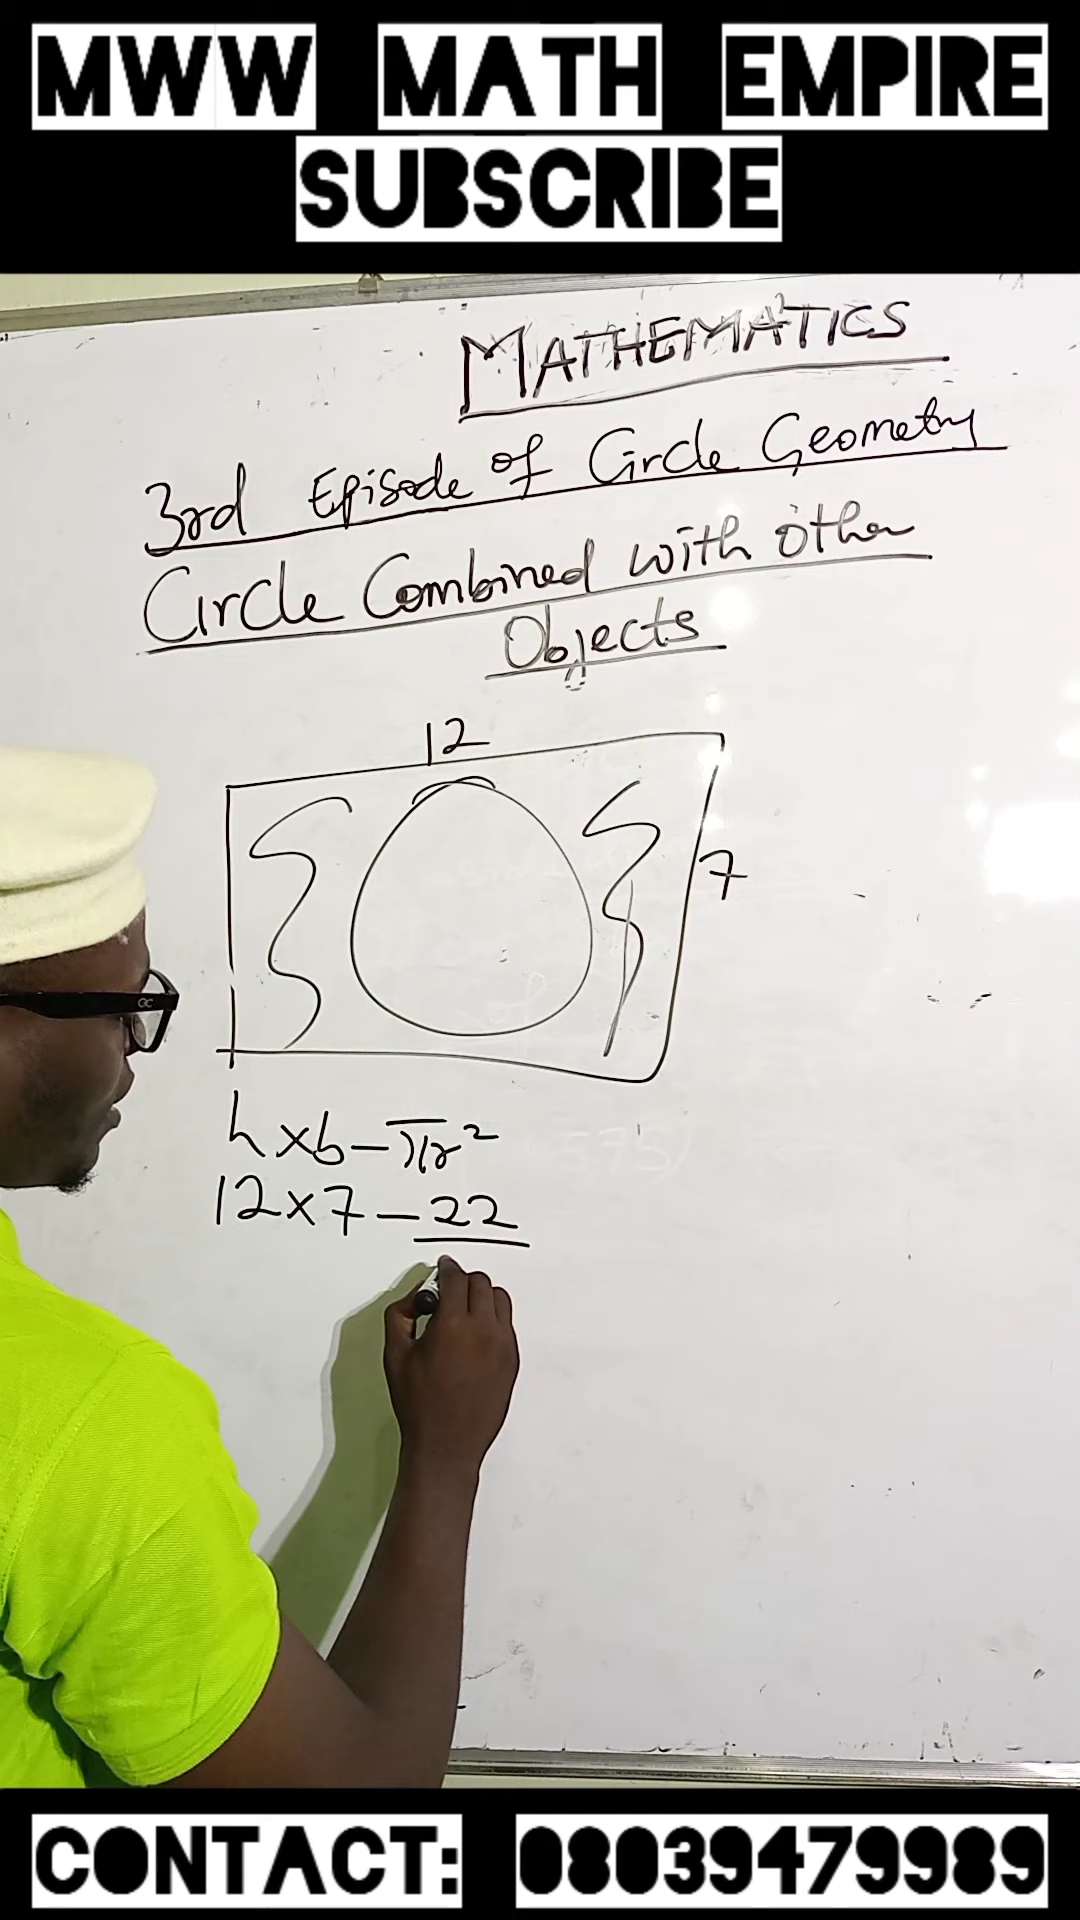 MWW MATH EMPIRE
SUBSCRIBE
MATHEMATICS
3rd Episode of Circle Geometry
Circle Combined with other
Objects
12
7
h×b-πr²
12×7-22
GC
CONTACT: 08039479989